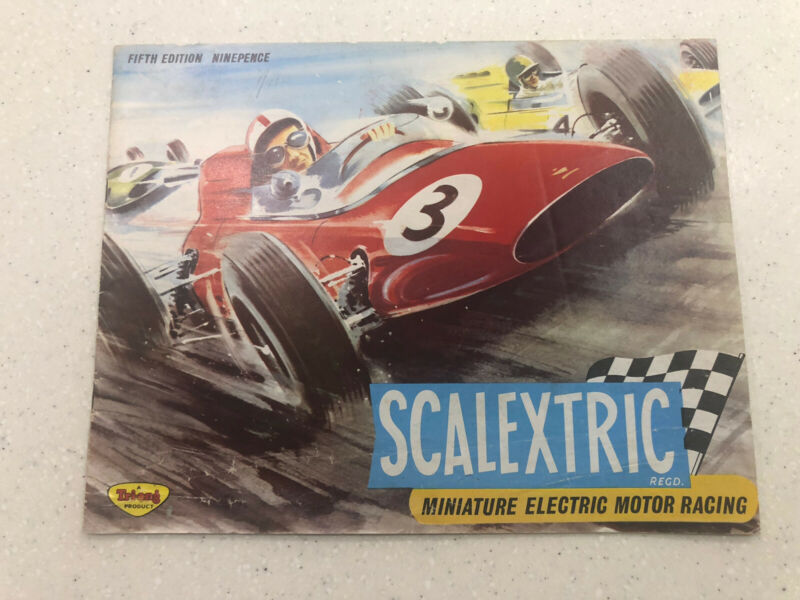 FIFTH EDITION NINEPENCE
3
4
SCALEXTRIC
REGD.
MINIATURE ELECTRIC MOTOR RACING
A
Tri-ang
PRODUCT